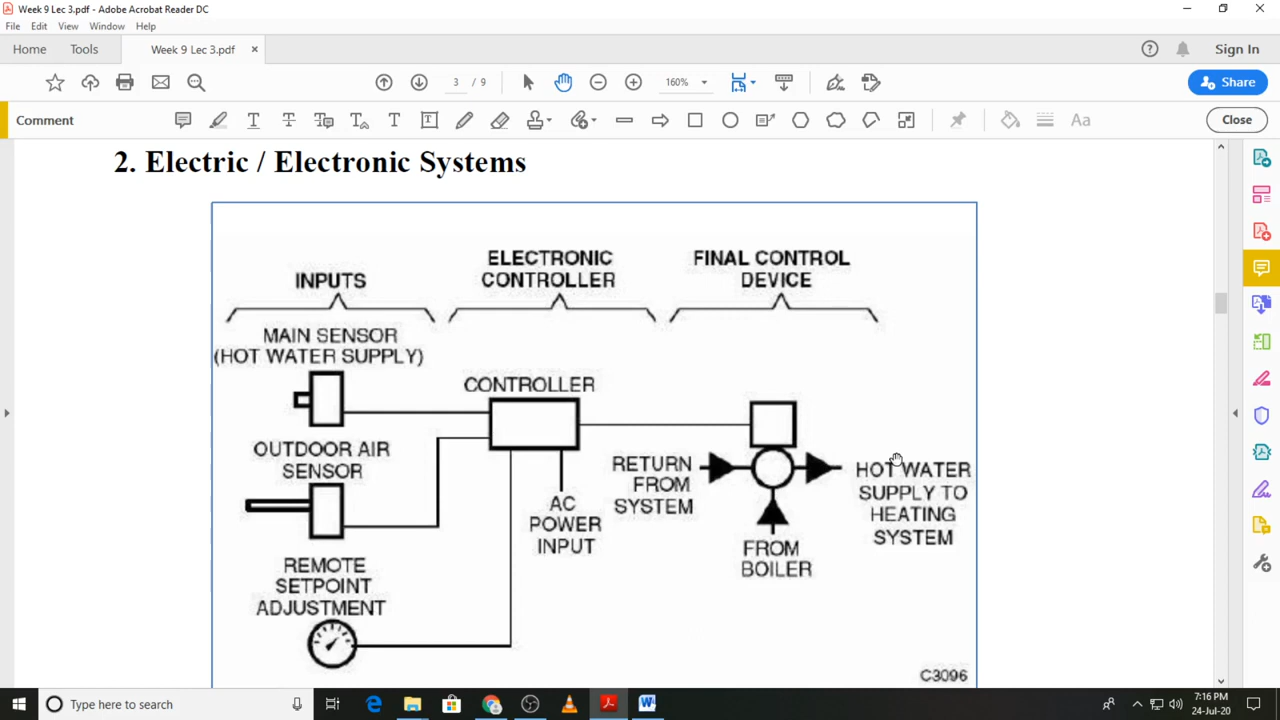 Week 9 Lec 3.pdf - Adobe Acrobat Reader DC
File Edit View Window Help
Home Tools Week 9 Lec 3.pdf × Sign In
3 / 9 160% Share
Comment Aa Close
2. Electric / Electronic Systems
INPUTS
ELECTRONIC
CONTROLLER
FINAL CONTROL
DEVICE
MAIN SENSOR
(HOT WATER SUPPLY)
CONTROLLER
OUTDOOR AIR
SENSOR
AC
POWER
INPUT
RETURN
FROM
SYSTEM
HOT WATER
SUPPLY TO
HEATING
SYSTEM
FROM
BOILER
REMOTE
SETPOINT
ADJUSTMENT
C3096
Type here to search
7:16 PM
24-Jul-20